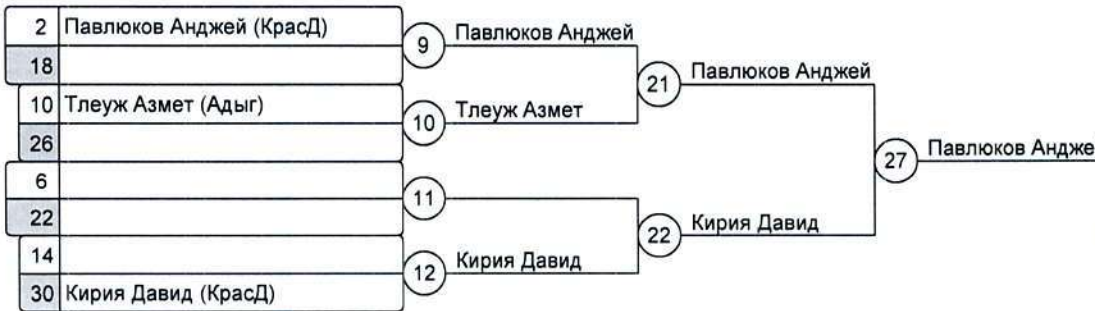 2 Павлюков Анджей (КрасД)
18
9 Павлюков Анджей
10 Тлеуж Азмет (Адыг)
26
10 Тлеуж Азмет
21 Павлюков Анджей
6
22
11
14
30 Кирия Давид (КрасД)
12 Кирия Давид
22 Кирия Давид
27 Павлюков Андже